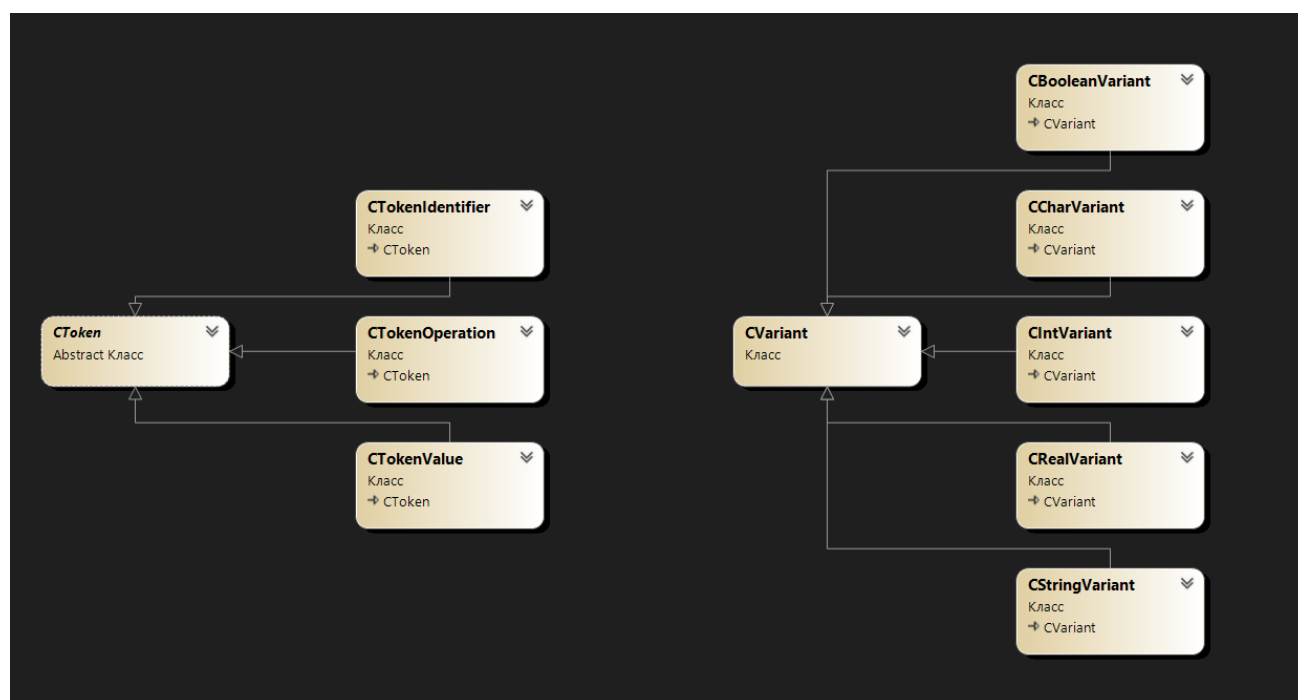 CBooleanVariant
Класс
CVariant
CTokenIdentifier
Класс
CToken
CCharVariant
Класс
CVariant
CToken
Abstract Класс
CTokenOperation
Класс
CToken
CVariant
Класс
CIntVariant
Класс
CVariant
CTokenValue
Класс
CToken
CRealVariant
Класс
CVariant
CStringVariant
Класс
CVariant